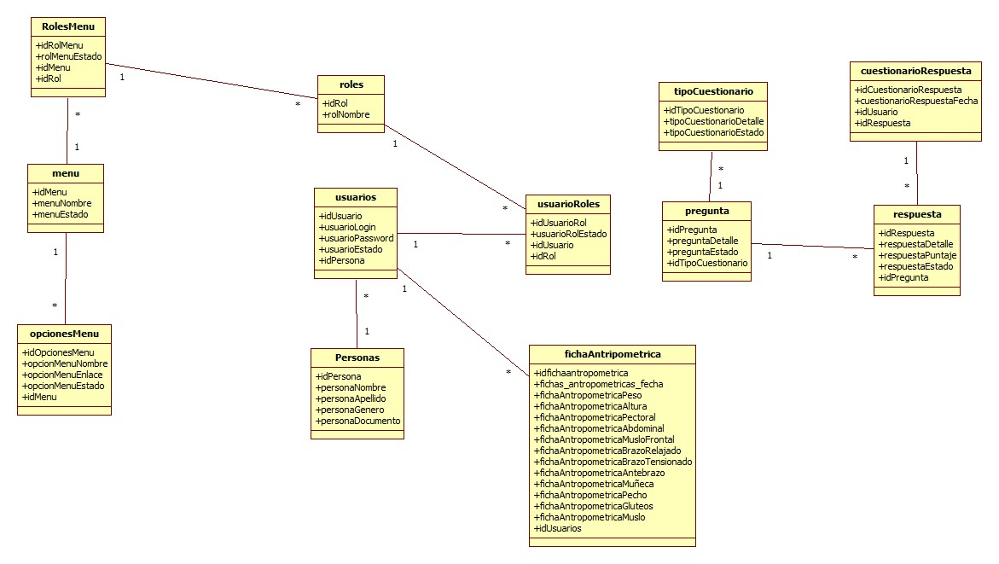 RolesMenu
+idRolMenu
+rolMenuEstado
+idMenu
+idRol
1
*
*
1
menu
+idMenu
+menuNombre
+menuEstado
1
*
opcionesMenu
+idOpcionesMenu
+opcionMenuNombre
+opcionMenuEnlace
+opcionMenuEstado
+idMenu
roles
+idRol
+rolNombre
1
*
usuarios
+idUsuario
+usuarioLogin
+usuarioPassword
+usuarioEstado
+idPersona
1
*
1
*
*
1
usuarioRoles
+idUsuarioRol
+usuarioRolEstado
+idUsuario
+idRol
Personas
+idPersona
+personaNombre
+personaApellido
+personaGenero
+personaDocumento
fichaAntripometrica
+idfichaantropometrica
+fichas_antropometricas_fecha
+fichaAntropometricaPeso
+fichaAntropometricaAltura
+fichaAntropometricaPectoral
+fichaAntropometricaAbdominal
+fichaAntropometricaMusloFrontal
+fichaAntropometricaBrazoRelajado
+fichaAntropometricaBrazoTensionado
+fichaAntropometricaAntebrazo
+fichaAntropometricaMuñeca
+fichaAntropometricaPecho
+fichaAntropometricaGluteos
+fichaAntropometricaMuslo
+idUsuarios
tipoCuestionario
+idTipoCuestionario
+tipoCuestionarioDetalle
+tipoCuestionarioEstado
*
1
pregunta
+idPregunta
+preguntaDetalle
+preguntaEstado
+idTipoCuestionario
1
*
cuestionarioRespuesta
+idCuestionarioRespuesta
+cuestionarioRespuestaFecha
+idUsuario
+idRespuesta
1
*
respuesta
+idRespuesta
+respuestaDetalle
+respuestaPuntaje
+respuestaEstado
+idPregunta